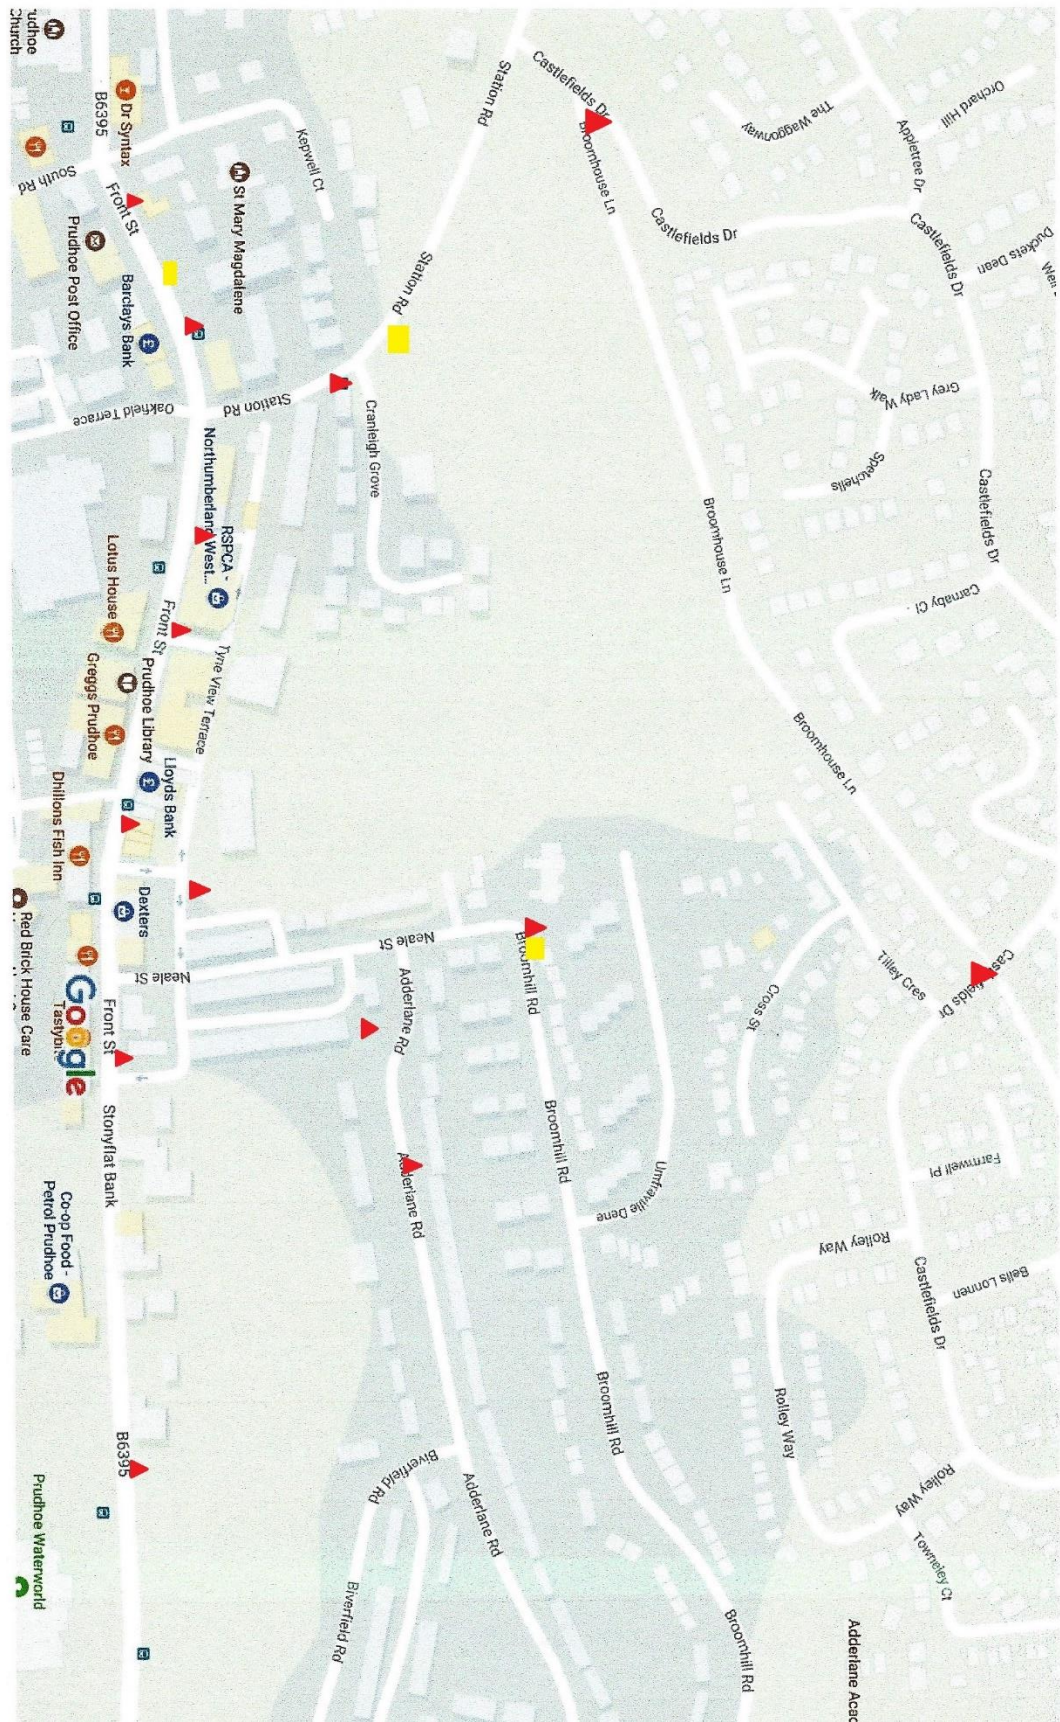 udhoe
Church
B6395
Dr Syntax
South Rd
Front St
Prudhoe Post Office
Barclays Bank
St Mary Magdalene
Kepwell Ct
Station Rd
Station Rd
Station Rd
Oakfield Terrace
Cranleigh Grove
Castlefields Dr
Broomhouse Ln
The Waggonway
Orchard Hill
Appletree Dr
Castlefields Dr
Castlefields Dr
Duckets Dean
Grey Lady Walk
Spetchells
Castlefields Dr
Carnaby Cl
Broomhouse Ln
Broomhouse Ln
RSPCA -
Northumberland West...
Lotus House
Front St
Tyne View Terrace
Prudhoe Library
Greggs Prudhoe
Lloyds Bank
Dhillons Fish Inn
Dexters
Red Brick House Care
Neale St
Neale St
Google
Front St
Adderlane Rd
Broomhill Rd
Cross St
Tilley Cres
Castlefields Dr
Stonyflat Bank
Co-op Food -
Petrol Prudhoe
Adderlane Rd
Broomhill Rd
Umfraville Dene
Farnwell Pl
Rolley Way
Bells Lonnen
Castlefields Dr
Rolley Way
Rolley Way
Towneley Ct
Broomhill Rd
Biverfield Rd
Adderlane Rd
B6395
Prudhoe Waterworld
Biverfield Rd
Broomhill Rd
Adderlane Acad